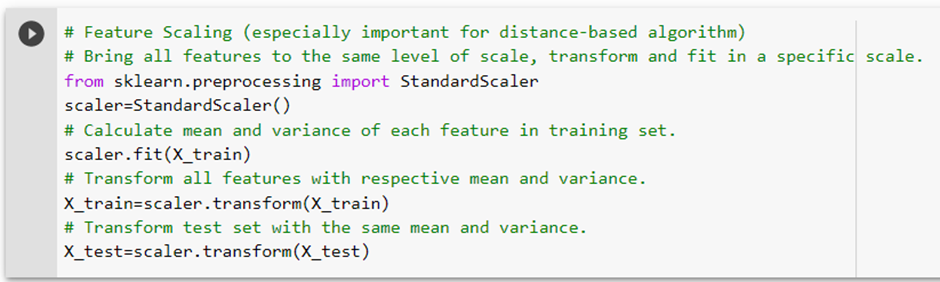 # Feature Scaling (especially important for distance-based algorithm)
# Bring all features to the same level of scale, transform and fit in a specific scale.
from sklearn.preprocessing import StandardScaler
scaler=StandardScaler()
# Calculate mean and variance of each feature in training set.
scaler.fit(X_train)
# Transform all features with respective mean and variance.
X_train=scaler.transform(X_train)
# Transform test set with the same mean and variance.
X_test=scaler.transform(X_test)